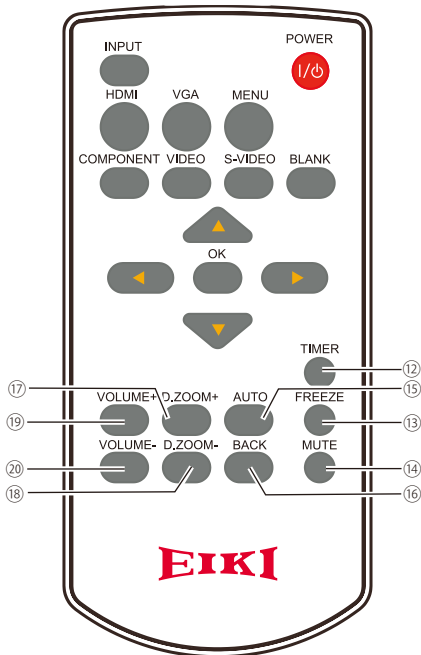 POWER
INPUT
I/⏻
HDMI VGA MENU
COMPONENT VIDEO S-VIDEO BLANK
OK
TIMER
⑫
⑰ ⑮
VOLUME+ D.ZOOM+ AUTO FREEZE
⑲ ⑬
VOLUME- D.ZOOM- BACK MUTE
⑳ ⑭
⑱ ⑯
EIKI